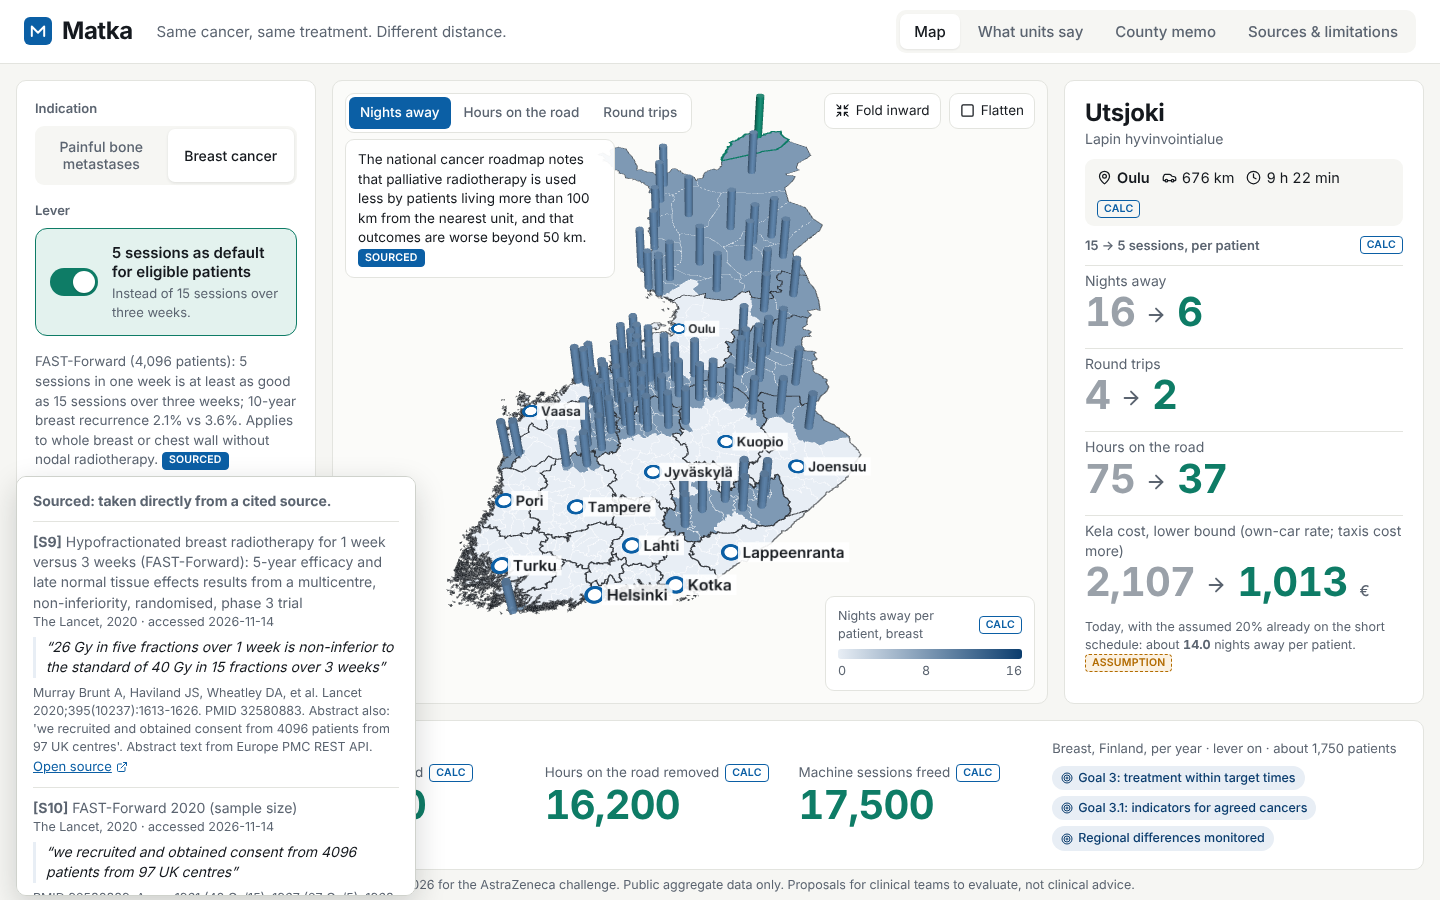 Matka
Same cancer, same treatment. Different distance.
Map
What units say
County memo
Sources & limitations
Indication
Painful bone
metastases
Breast cancer
Lever
5 sessions as default
for eligible patients
Instead of 15 sessions over
three weeks.
FAST-Forward (4,096 patients): 5
sessions in one week is at least as good
as 15 sessions over three weeks; 10-year
breast recurrence 2.1% vs 3.6%. Applies
to whole breast or chest wall without
nodal radiotherapy. SOURCED
Sourced: taken directly from a cited source.
[S9] Hypofractionated breast radiotherapy for 1 week
versus 3 weeks (FAST-Forward): 5-year efficacy and
late normal tissue effects results from a multicentre,
non-inferiority, randomised, phase 3 trial
The Lancet, 2020 · accessed 2026-11-14
“26 Gy in five fractions over 1 week is non-inferior to
the standard of 40 Gy in 15 fractions over 3 weeks”
Murray Brunt A, Haviland JS, Wheatley DA, et al. Lancet
2020;395(10237):1613-1626. PMID 32580883. Abstract also:
'we recruited and obtained consent from 4096 patients from
97 UK centres'. Abstract text from Europe PMC REST API.
Open source
[S10] FAST-Forward 2020 (sample size)
The Lancet, 2020 · accessed 2026-11-14
“we recruited and obtained consent from 4096
patients from 97 UK centres”
Nights away
Hours on the road
Round trips
Fold inward
Flatten
The national cancer roadmap notes
that palliative radiotherapy is used
less by patients living more than 100
km from the nearest unit, and that
outcomes are worse beyond 50 km.
SOURCED
Oulu
Vaasa
Kuopio
Jyväskylä
Joensuu
Pori
Tampere
Lahti
Lappeenranta
Turku
Helsinki
Kotka
Nights away per
patient, breast
CALC
0 8 16
Utsjoki
Lapin hyvinvointialue
Oulu 676 km 9 h 22 min
CALC
15 → 5 sessions, per patient CALC
Nights away
16 → 6
Round trips
4 → 2
Hours on the road
75 → 37
Kela cost, lower bound (own-car rate; taxis cost
more)
2,107 → 1,013 €
Today, with the assumed 20% already on the short
schedule: about 14.0 nights away per patient.
ASSUMPTION
CALC
Hours on the road removed CALC
16,200
Machine sessions freed CALC
17,500
Breast, Finland, per year · lever on · about 1,750 patients
Goal 3: treatment within target times
Goal 3.1: indicators for agreed cancers
Regional differences monitored
for the AstraZeneca challenge. Public aggregate data only. Proposals for clinical teams to evaluate, not clinical advice.